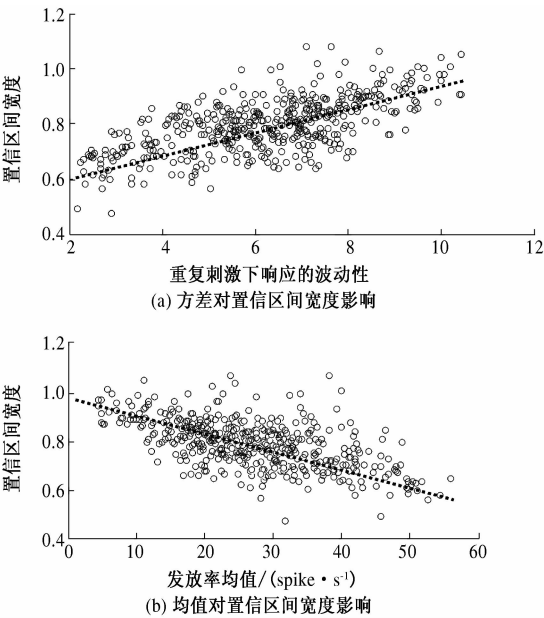 1.2
1.0
0.8
0.6
0.4
置信区间宽度
2 4 6 8 10 12
重复刺激下响应的波动性
(a) 方差对置信区间宽度影响
1.2
1.0
0.8
0.6
0.4
置信区间宽度
0 10 20 30 40 50 60
发放率均值/(spike·s⁻¹)
(b) 均值对置信区间宽度影响